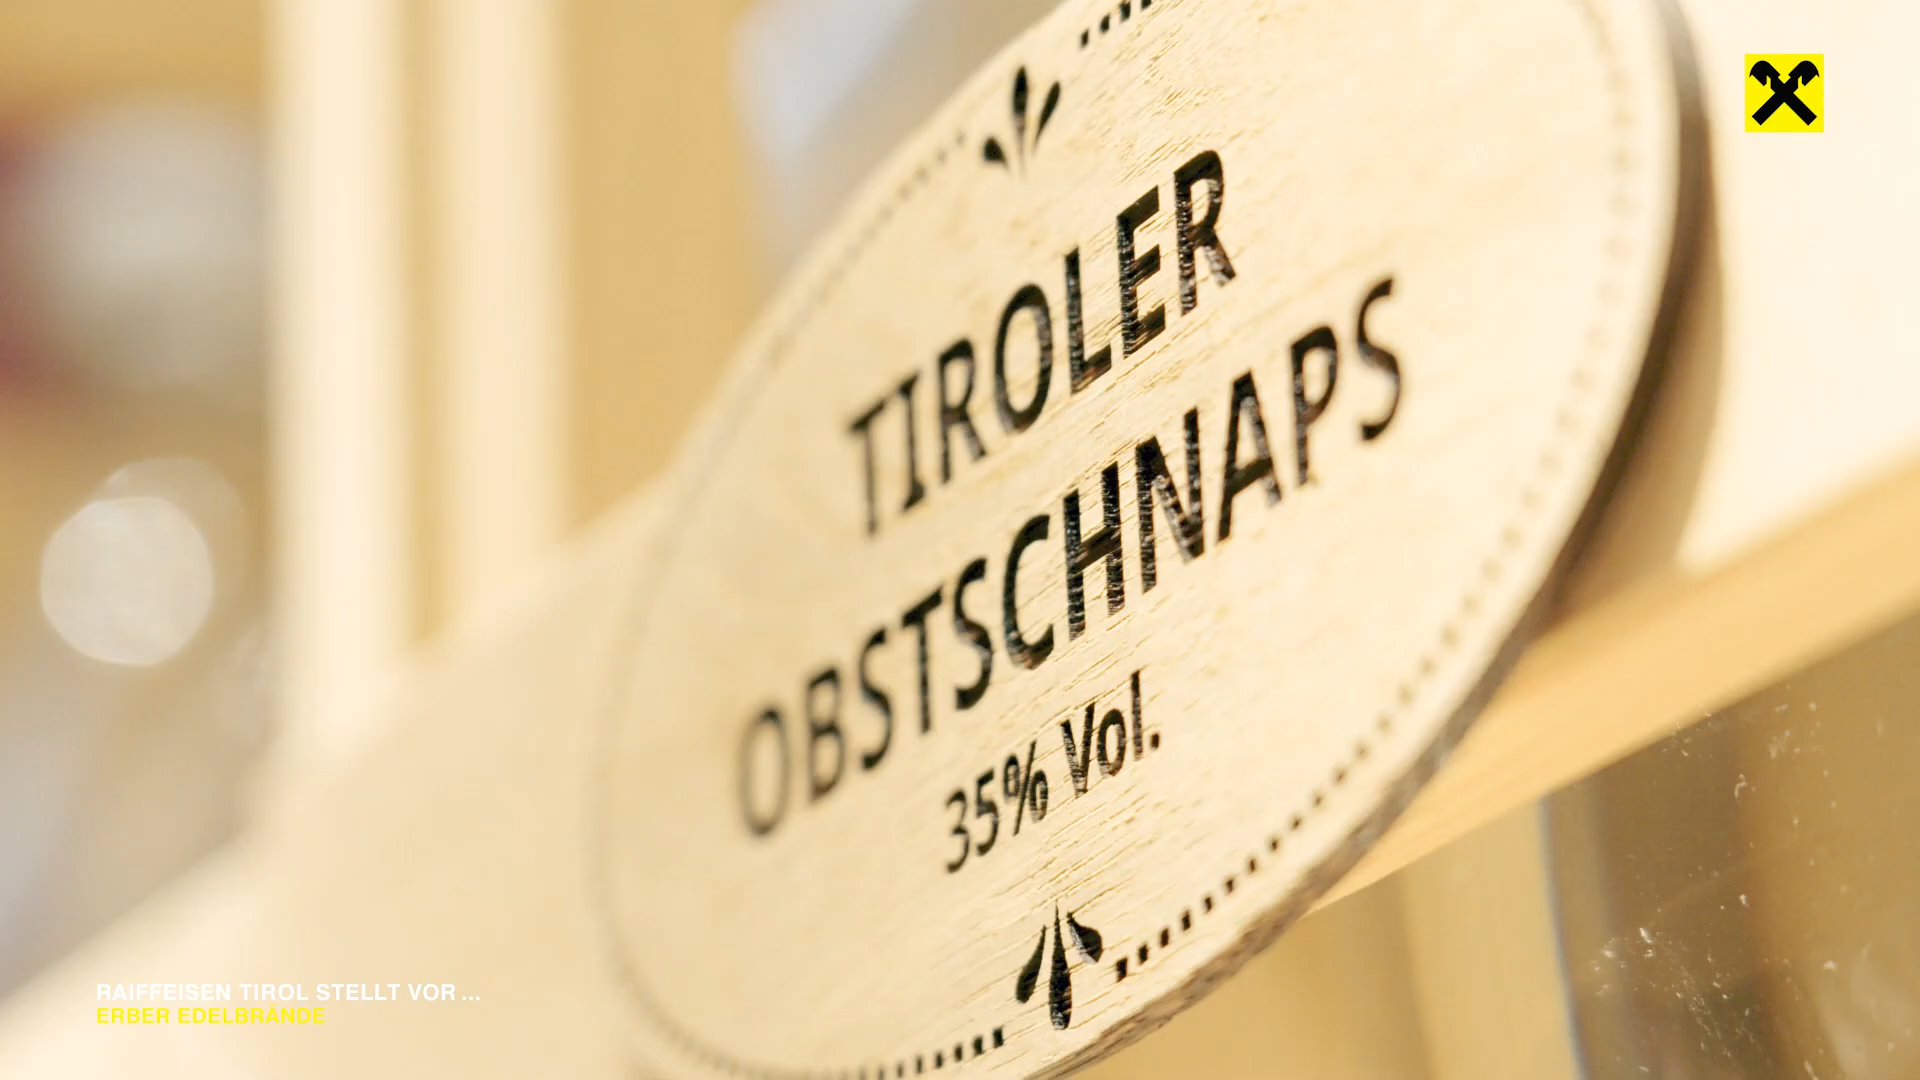 TIROLER
OBSTSCHNAPS
35% Vol.
RAIFFEISEN TIROL STELLT VOR ...
ERBER EDELBRÄNDE